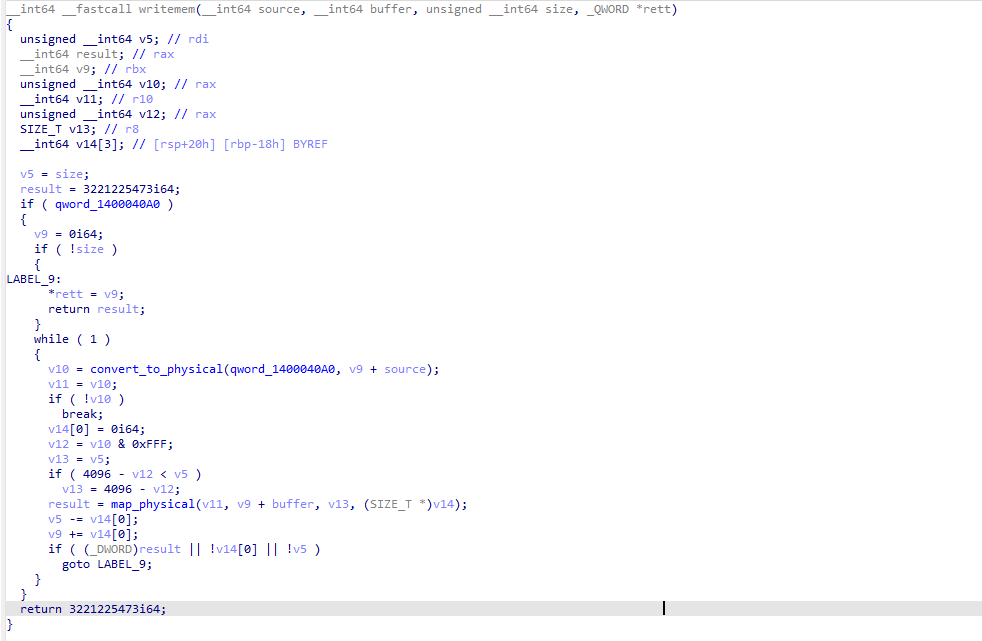 __int64 __fastcall writemem(__int64 source, __int64 buffer, unsigned __int64 size, _QWORD *rett)
{
  unsigned __int64 v5; // rdi
  __int64 result; // rax
  __int64 v9; // rbx
  unsigned __int64 v10; // rax
  __int64 v11; // r10
  unsigned __int64 v12; // rax
  SIZE_T v13; // r8
  __int64 v14[3]; // [rsp+20h] [rbp-18h] BYREF

  v5 = size;
  result = 3221225473i64;
  if ( qword_1400040A0 )
  {
    v9 = 0i64;
    if ( !size )
    {
LABEL_9:
      *rett = v9;
      return result;
    }
    while ( 1 )
    {
      v10 = convert_to_physical(qword_1400040A0, v9 + source);
      v11 = v10;
      if ( !v10 )
        break;
      v14[0] = 0i64;
      v12 = v10 & 0xFFF;
      v13 = v5;
      if ( 4096 - v12 < v5 )
        v13 = 4096 - v12;
      result = map_physical(v11, v9 + buffer, v13, (SIZE_T *)v14);
      v5 -= v14[0];
      v9 += v14[0];
      if ( (_DWORD)result || !v14[0] || !v5 )
        goto LABEL_9;
    }
  }
  return 3221225473i64;
}